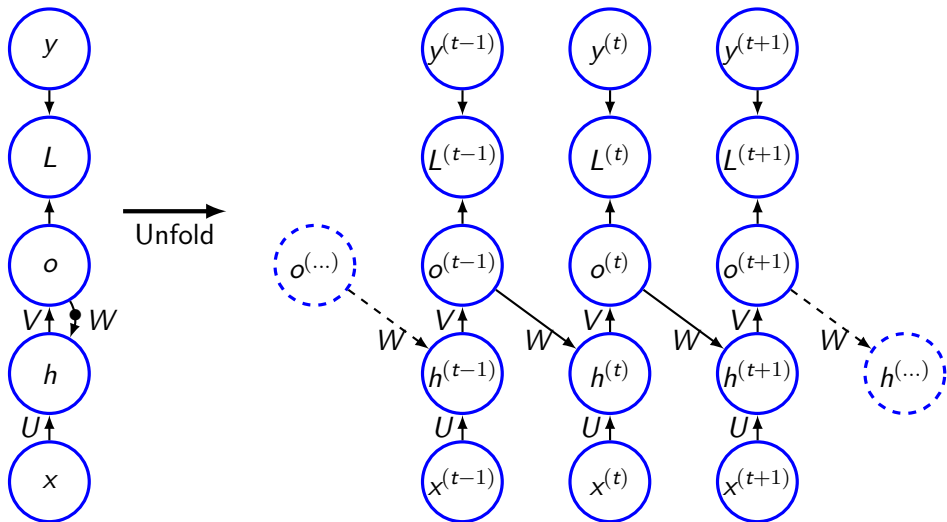 y y^{(t−1)} y^{(t)} y^{(t+1)}
L L^{(t−1)} L^{(t)} L^{(t+1)}
Unfold
o o^{(...)} o^{(t−1)} o^{(t)} o^{(t+1)}
V W V V V
W W W W
h h^{(t−1)} h^{(t)} h^{(t+1)} h^{(...)}
U U U U
x x^{(t−1)} x^{(t)} x^{(t+1)}